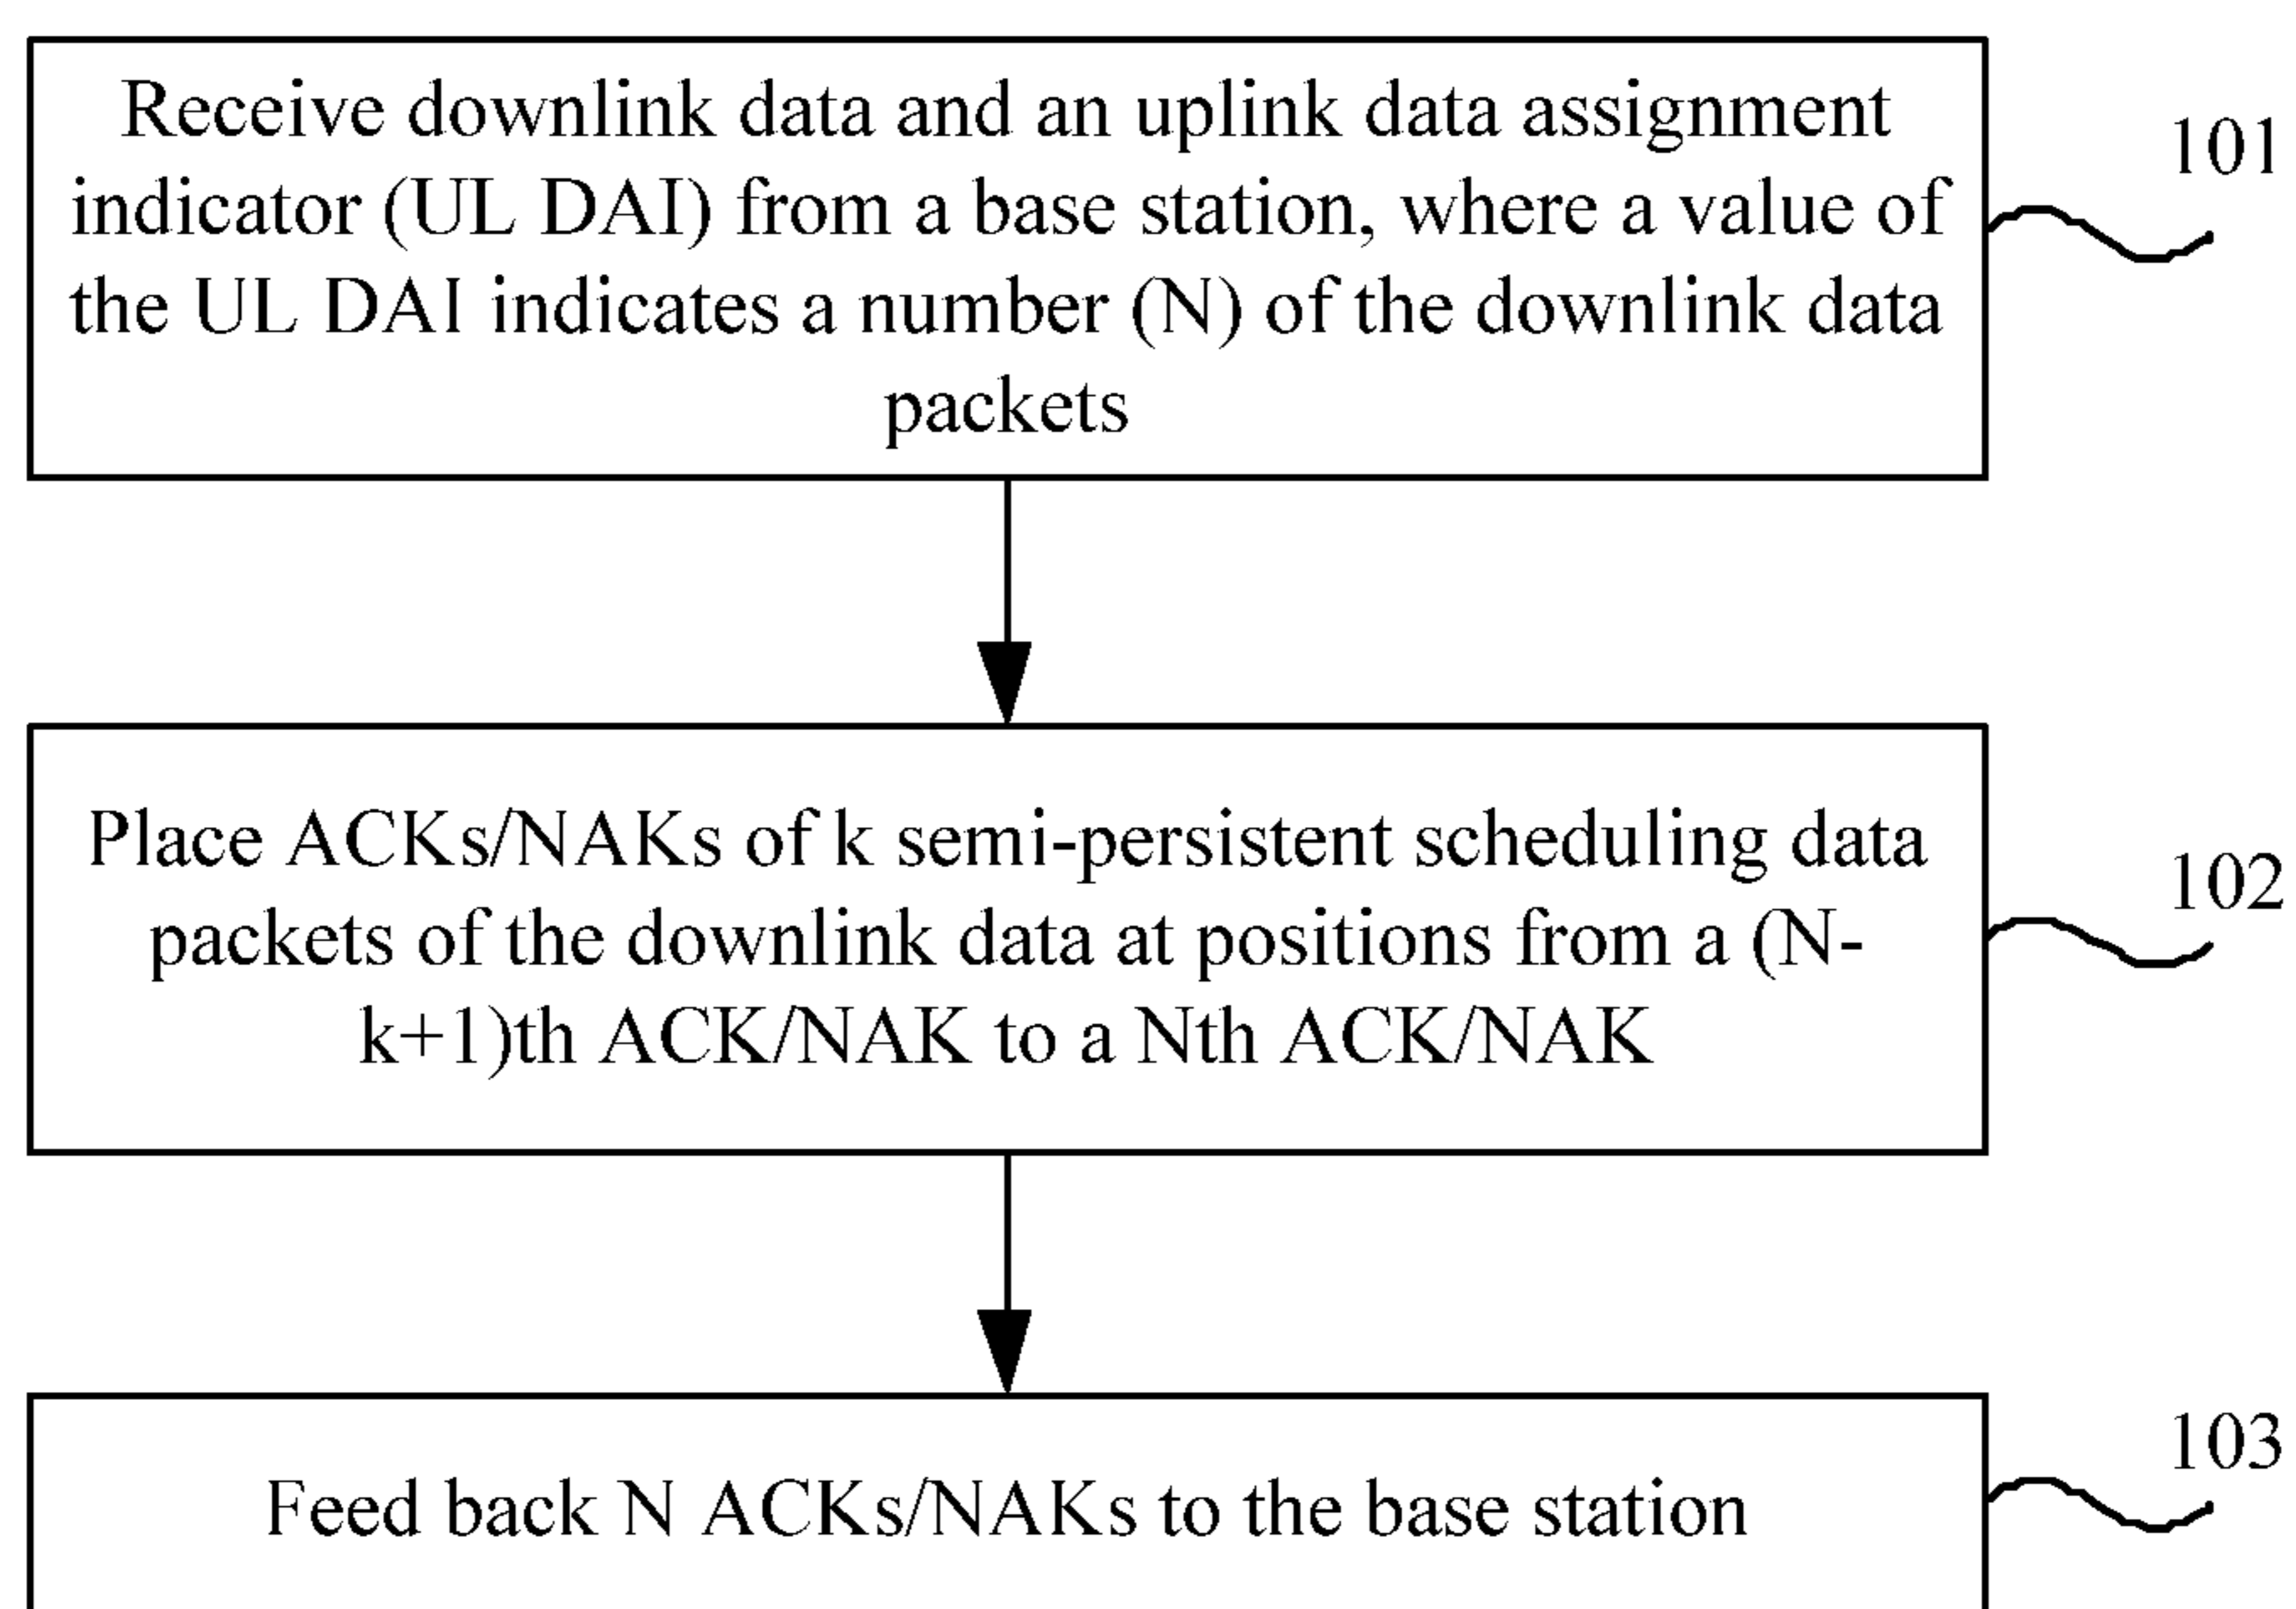 Receive downlink data and an uplink data assignment
indicator (UL DAI) from a base station, where a value of
the UL DAI indicates a number (N) of the downlink data
packets
101
Place ACKs/NAKs of k semi-persistent scheduling data
packets of the downlink data at positions from a (N-
k+1)th ACK/NAK to a Nth ACK/NAK
102
Feed back N ACKs/NAKs to the base station
103